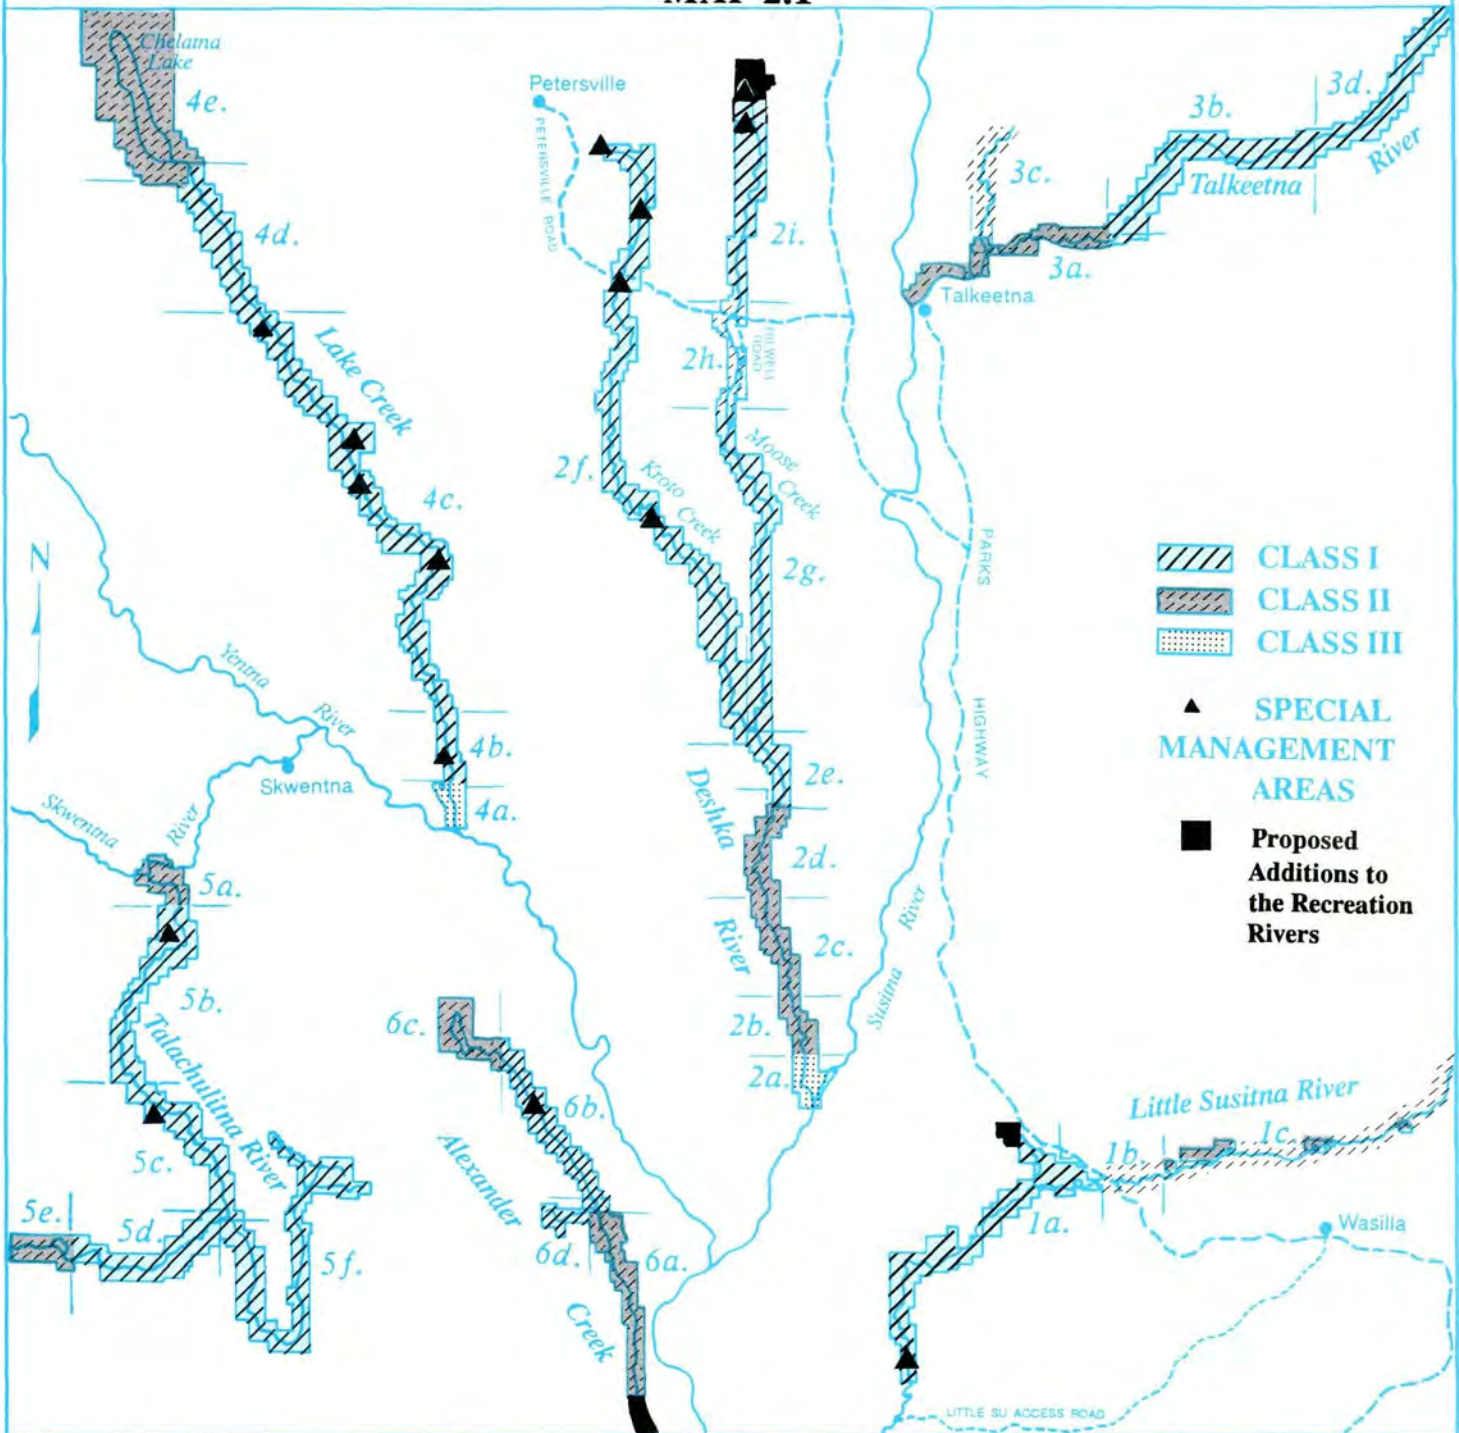 Chelatna
Lake
4e.
4d.
Lake Creek
4c.
4b.
4a.
Petersville
PETERSVILLE ROAD
2i.
2h.
OILWELL
ROAD
2f.
Kroto
Creek
Moose
Creek
2g.
2e.
Deshka
River
2d.
2c.
2b.
2a.
3d.
3b.
River
Talkeetna
3c.
3a.
Talkeetna
PARKS
HIGHWAY
N
Yentna
River
Skwentna
Skwentna
River
5a.
5b.
Talachulitna River
5c.
5e.
5d.
5f.
6c.
6b.
Alexander
6d.
6a.
Creek
Susitna
River
CLASS I
CLASS II
CLASS III
SPECIAL
MANAGEMENT
AREAS
Proposed
Additions to
the Recreation
Rivers
Little Susitna River
1c.
1b.
1a.
Wasilla
LITTLE SU ACCESS ROAD